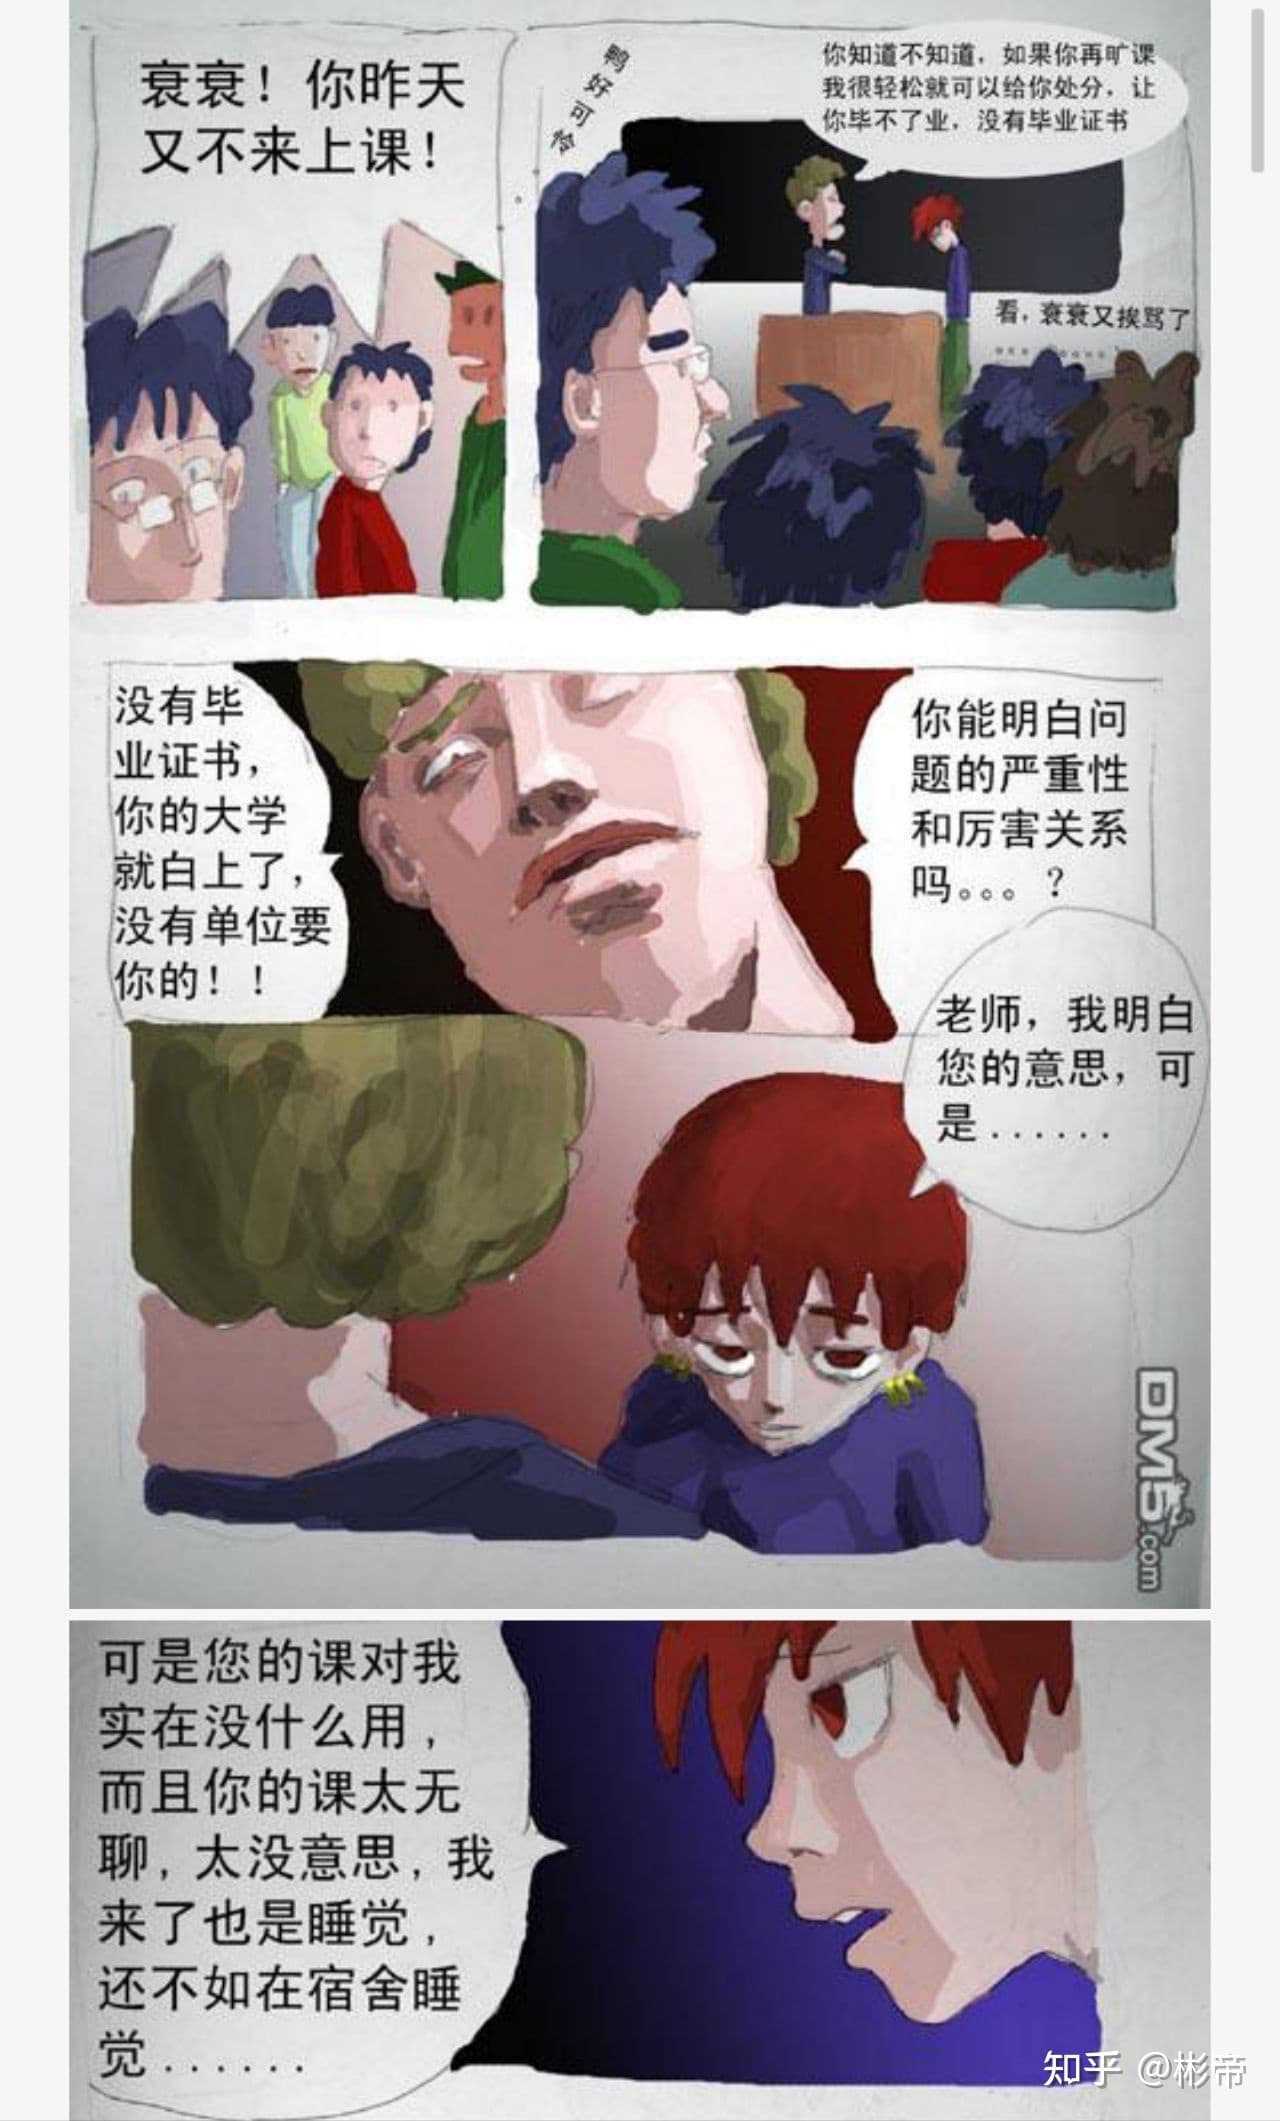 衰衰！你昨天
又不来上课！
鸭好可怜
你知道不知道，如果你再旷课
我很轻松就可以给你处分，让
你毕不了业，没有毕业证书
看，衰衰又挨骂了
没有毕
业证书，
你的大学
就白上了，
没有单位要
你的！！
你能明白问
题的严重性
和厉害关系
吗。。。？
老师，我明白
您的意思，可
是......
DM5.com
可是您的课对我
实在没什么用，
而且你的课太无
聊，太没意思，我
来了也是睡觉，
还不如在宿舍睡
觉......
知乎 @彬帝